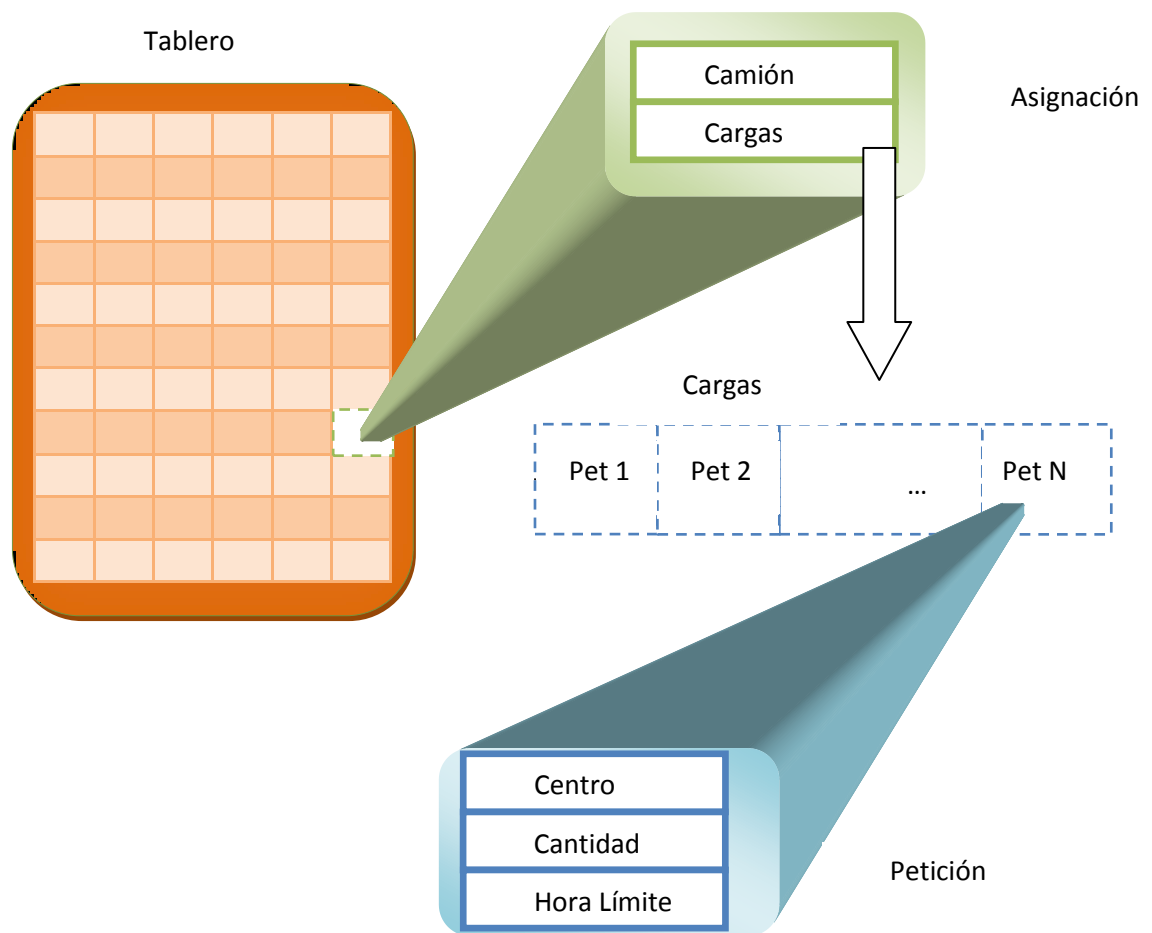 Tablero
Camión
Cargas
Asignación
Cargas
Pet 1
Pet 2
...
Pet N
Centro
Cantidad
Hora Límite
Petición